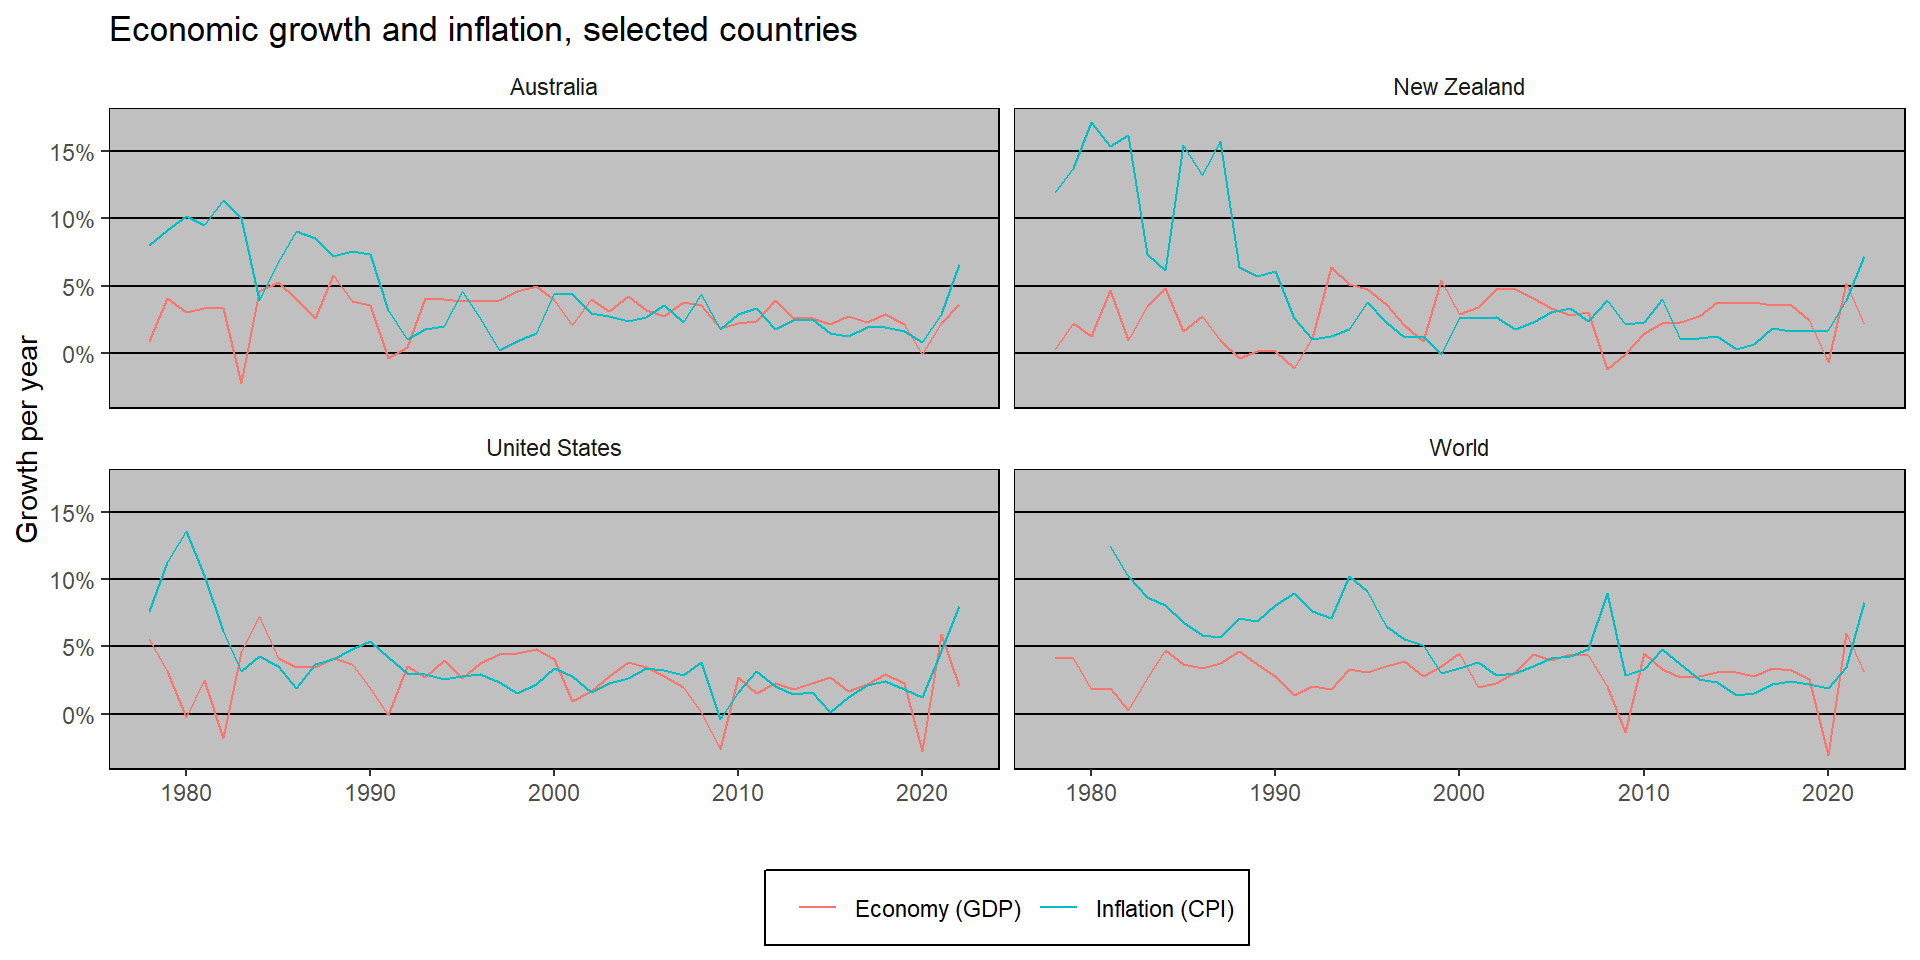 Economic growth and inflation, selected countries
Australia
New Zealand
15%
10%
5%
0%
United States
World
15%
10%
5%
0%
Growth per year
1980 1990 2000 2010 2020
1980 1990 2000 2010 2020
Economy (GDP) Inflation (CPI)